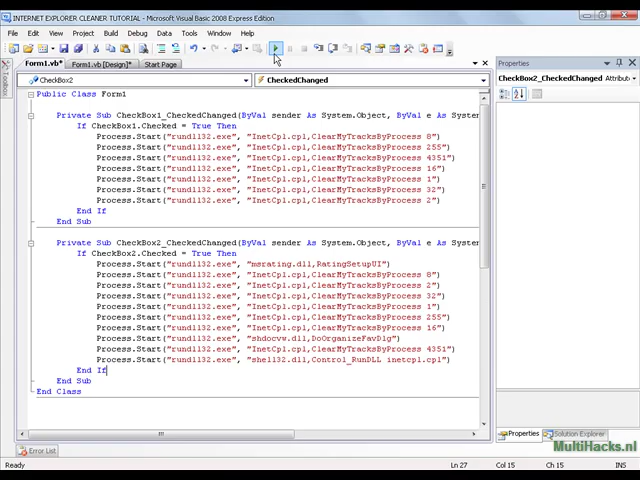 INTERNET EXPLORER CLEANER TUTORIAL - Microsoft Visual Basic 2008 Express Edition
File Edit View Project Build Debug Data Tools Window Help
Form1.vb* Form1.vb [Design]* Start Page
Properties
CheckBox2 CheckedChanged
CheckBox2_CheckedChanged Attribut
Toolbox
Public Class Form1
Private Sub CheckBox1_CheckedChanged(ByVal sender As System.Object, ByVal e As System
If CheckBox1.Checked = True Then
Process.Start("rundll32.exe", "InetCpl.cpl,ClearMyTracksByProcess 8")
Process.Start("rundll32.exe", "InetCpl.cpl,ClearMyTracksByProcess 255")
Process.Start("rundll32.exe", "InetCpl.cpl,ClearMyTracksByProcess 4351")
Process.Start("rundll32.exe", "InetCpl.cpl,ClearMyTracksByProcess 16")
Process.Start("rundll32.exe", "InetCpl.cpl,ClearMyTracksByProcess 1")
Process.Start("rundll32.exe", "InetCpl.cpl,ClearMyTracksByProcess 32")
Process.Start("rundll32.exe", "InetCpl.cpl,ClearMyTracksByProcess 2")
End If
End Sub
Private Sub CheckBox2_CheckedChanged(ByVal sender As System.Object, ByVal e As System
If CheckBox2.Checked = True Then
Process.Start("rundll32.exe", "msrating.dll,RatingSetupUI")
Process.Start("rundll32.exe", "InetCpl.cpl,ClearMyTracksByProcess 8")
Process.Start("rundll32.exe", "InetCpl.cpl,ClearMyTracksByProcess 2")
Process.Start("rundll32.exe", "InetCpl.cpl,ClearMyTracksByProcess 32")
Process.Start("rundll32.exe", "InetCpl.cpl,ClearMyTracksByProcess 1")
Process.Start("rundll32.exe", "InetCpl.cpl,ClearMyTracksByProcess 255")
Process.Start("rundll32.exe", "InetCpl.cpl,ClearMyTracksByProcess 16")
Process.Start("rundll32.exe", "shdocvw.dll,DoOrganizeFavDlg")
Process.Start("rundll32.exe", "InetCpl.cpl,ClearMyTracksByProcess 4351")
Process.Start("rundll32.exe", "shell32.dll,Control_RunDLL inetcpl.cpl")
End If
End Sub
End Class
Properties Solution Explorer
MultiHacks.nl
Error List
Ready Ln 27 Col 15 Ch 15 INS